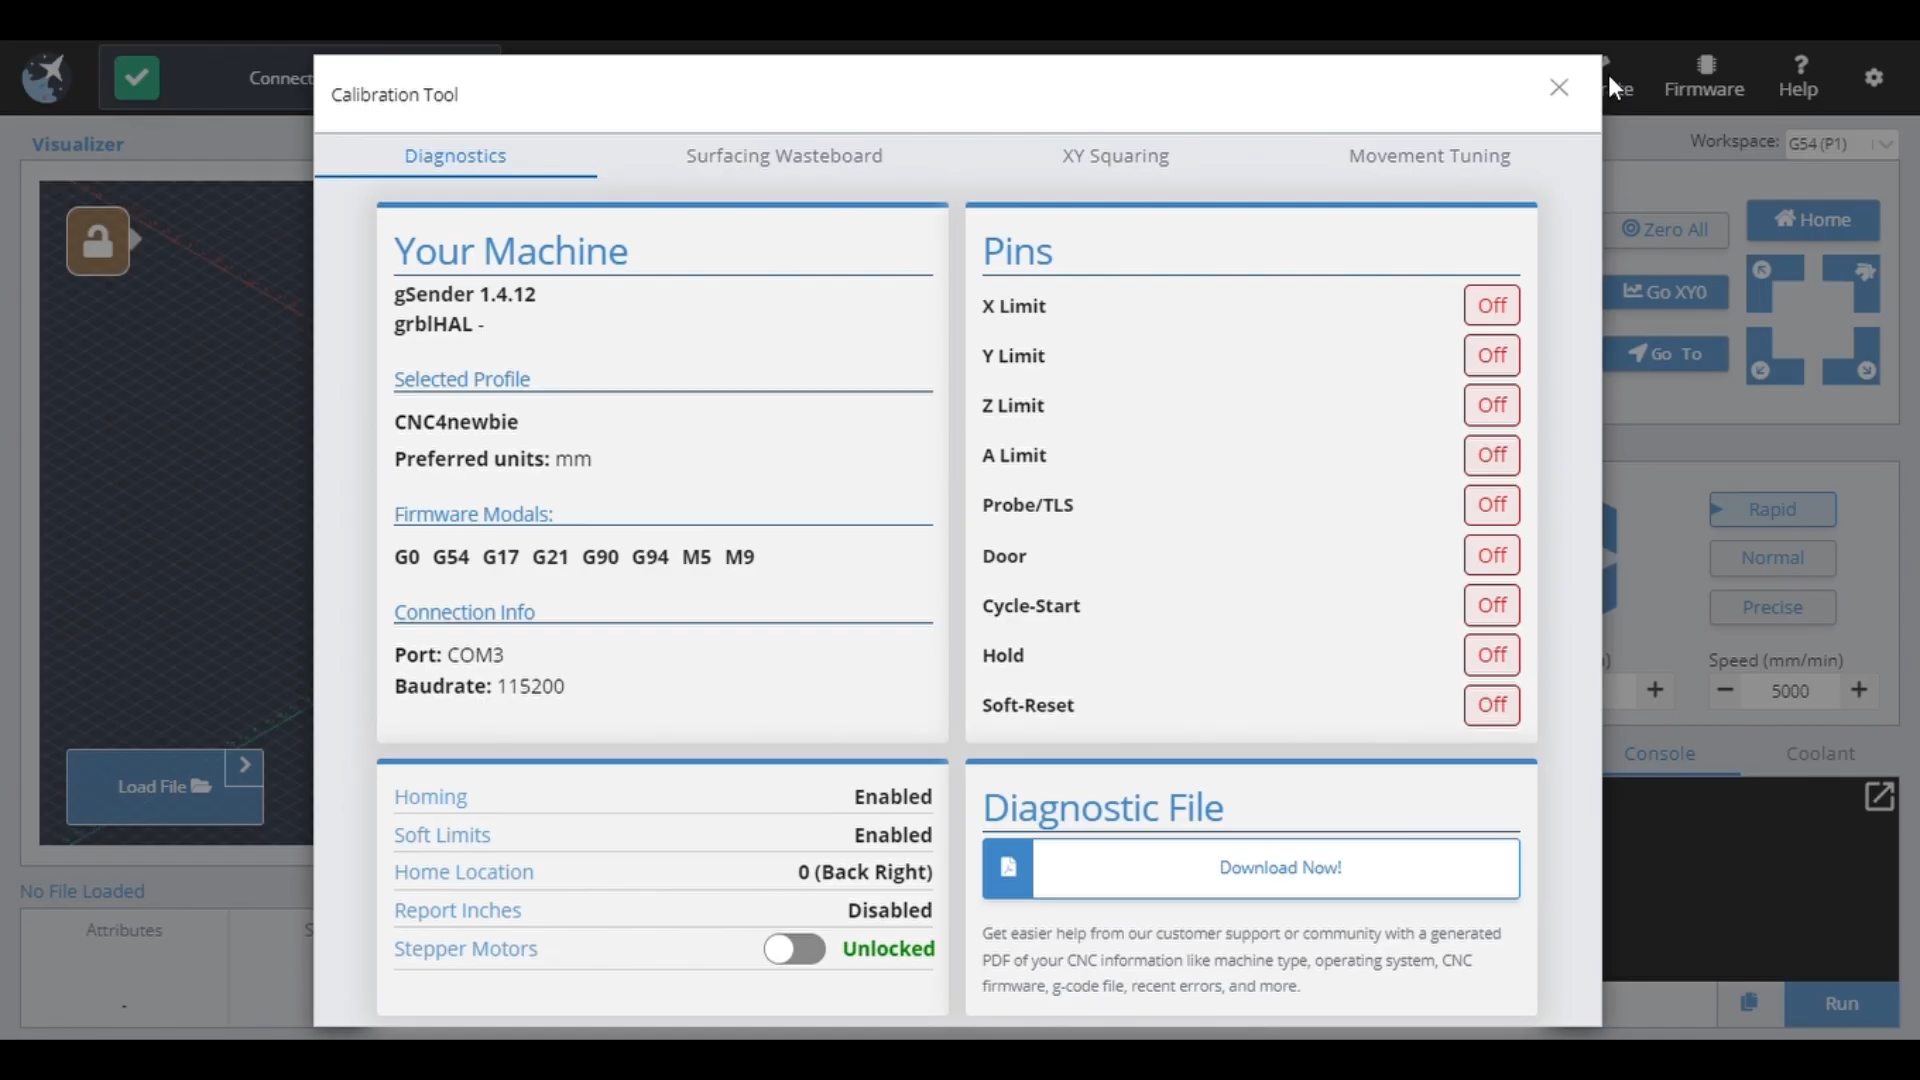 Connect
Firmware
Help
Calibration Tool
Diagnostics
Surfacing Wasteboard
XY Squaring
Movement Tuning
Visualizer
Workspace:
G54 (P1)
Your Machine
gSender 1.4.12
grblHAL -
Selected Profile
CNC4newbie
Preferred units: mm
Firmware Modals:
G0 G54 G17 G21 G90 G94 M5 M9
Connection Info
Port: COM3
Baudrate: 115200
Pins
X Limit Off
Y Limit Off
Z Limit Off
A Limit Off
Probe/TLS Off
Door Off
Cycle-Start Off
Hold Off
Soft-Reset Off
Zero All
Home
Go XY0
Go To
Rapid
Normal
Precise
Speed (mm/min)
− 5000 +
Console
Coolant
Load File
Homing Enabled
Soft Limits Enabled
Home Location 0 (Back Right)
Report Inches Disabled
Stepper Motors Unlocked
Diagnostic File
Download Now!
Get easier help from our customer support or community with a generated
PDF of your CNC information like machine type, operating system, CNC
firmware, g-code file, recent errors, and more.
No File Loaded
Attributes
-
Run